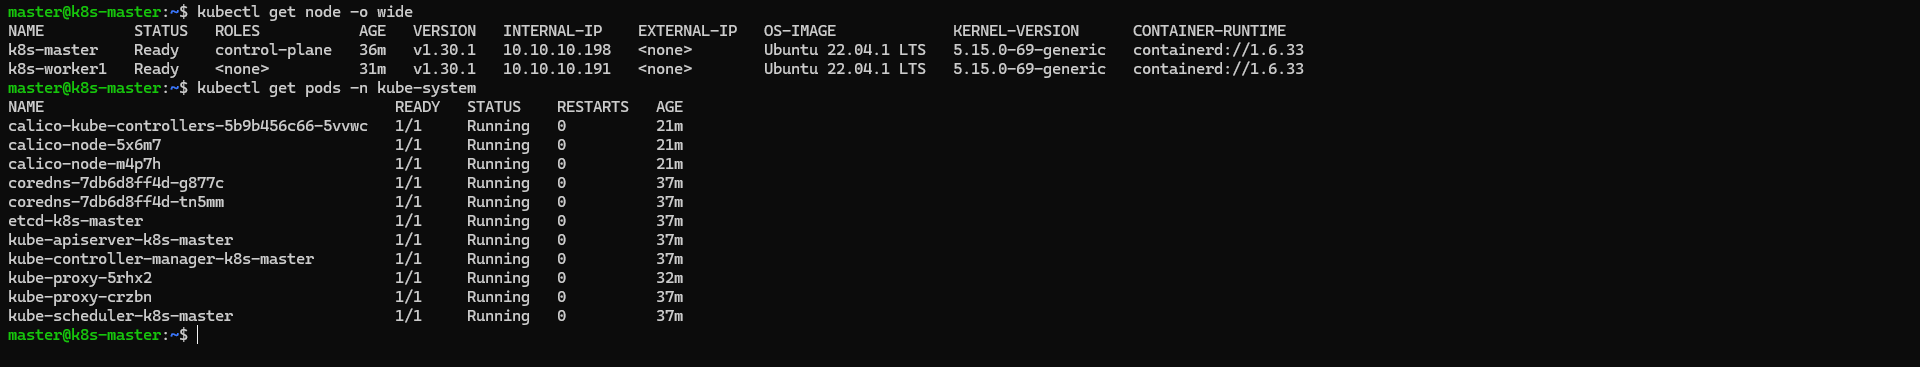 master@k8s-master:~$ kubectl get node -o wide
NAME          STATUS   ROLES           AGE   VERSION   INTERNAL-IP    EXTERNAL-IP   OS-IMAGE             KERNEL-VERSION      CONTAINER-RUNTIME
k8s-master    Ready    control-plane   36m   v1.30.1   10.10.10.198   <none>        Ubuntu 22.04.1 LTS   5.15.0-69-generic   containerd://1.6.33
k8s-worker1   Ready    <none>          31m   v1.30.1   10.10.10.191   <none>        Ubuntu 22.04.1 LTS   5.15.0-69-generic   containerd://1.6.33
master@k8s-master:~$ kubectl get pods -n kube-system
NAME                                       READY   STATUS    RESTARTS   AGE
calico-kube-controllers-5b9b456c66-5vvwc   1/1     Running   0          21m
calico-node-5x6m7                          1/1     Running   0          21m
calico-node-m4p7h                          1/1     Running   0          21m
coredns-7db6d8ff4d-g877c                   1/1     Running   0          37m
coredns-7db6d8ff4d-tn5mm                   1/1     Running   0          37m
etcd-k8s-master                            1/1     Running   0          37m
kube-apiserver-k8s-master                  1/1     Running   0          37m
kube-controller-manager-k8s-master         1/1     Running   0          37m
kube-proxy-5rhx2                           1/1     Running   0          32m
kube-proxy-crzbn                           1/1     Running   0          37m
kube-scheduler-k8s-master                  1/1     Running   0          37m
master@k8s-master:~$